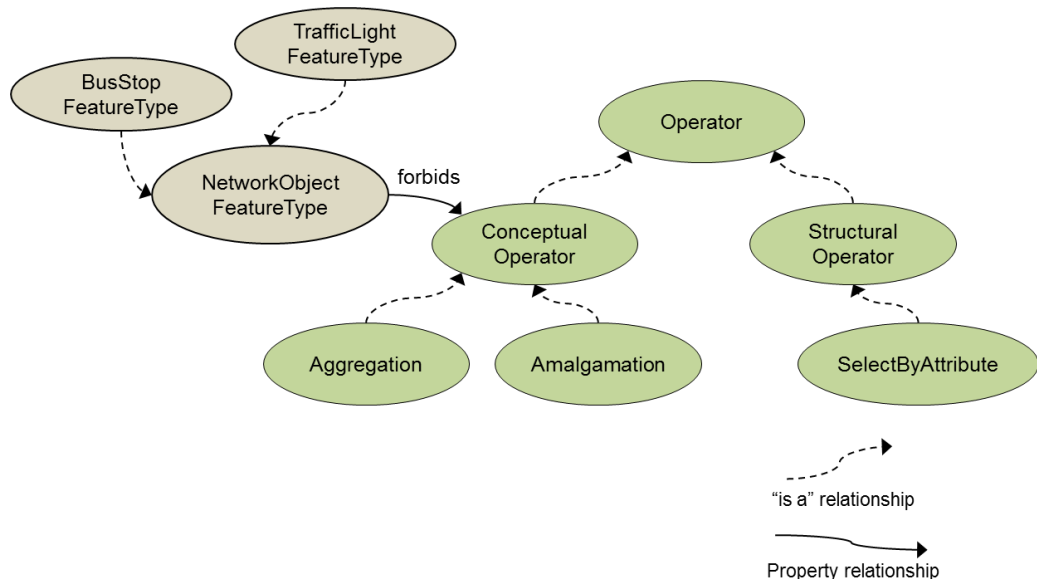 TrafficLight
FeatureType
BusStop
FeatureType
Operator
NetworkObject
FeatureType
forbids
Conceptual
Operator
Structural
Operator
Aggregation
Amalgamation
SelectByAttribute
“is a” relationship
Property relationship